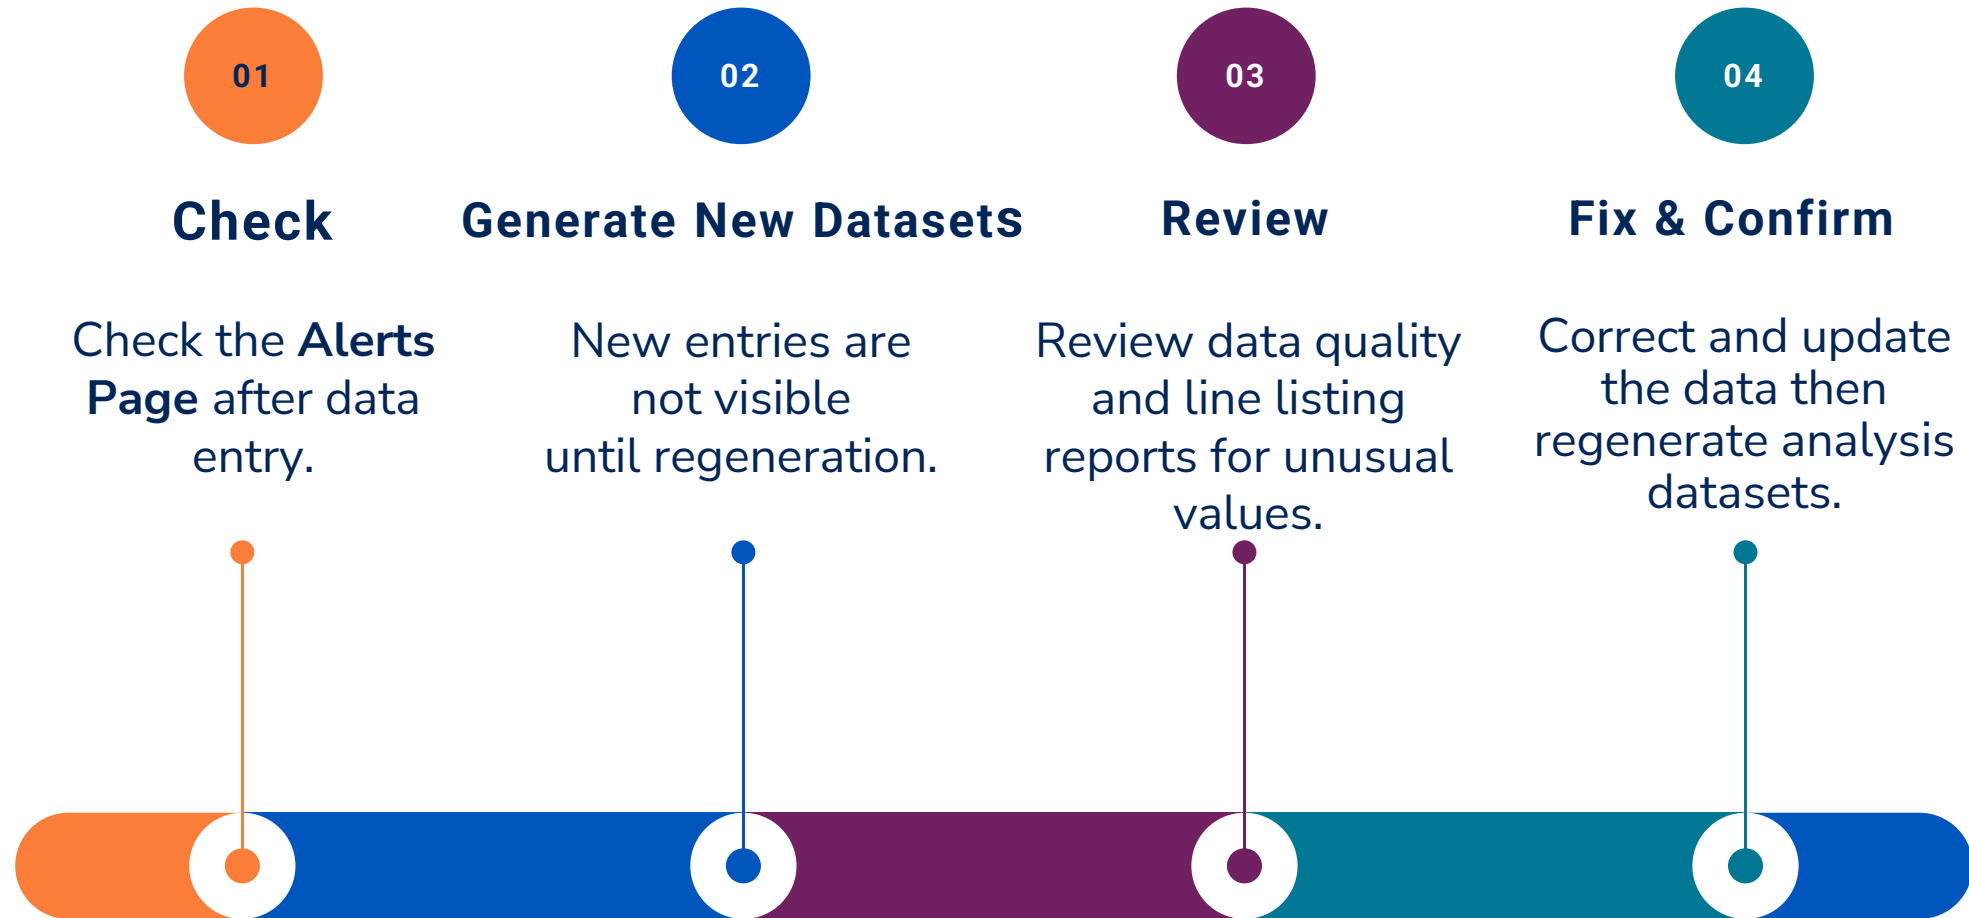 01
Check
Check the Alerts
Page after data
entry.
02
Generate New Datasets
New entries are
not visible
until regeneration.
03
Review
Review data quality
and line listing
reports for unusual
values.
04
Fix & Confirm
Correct and update
the data then
regenerate analysis
datasets.